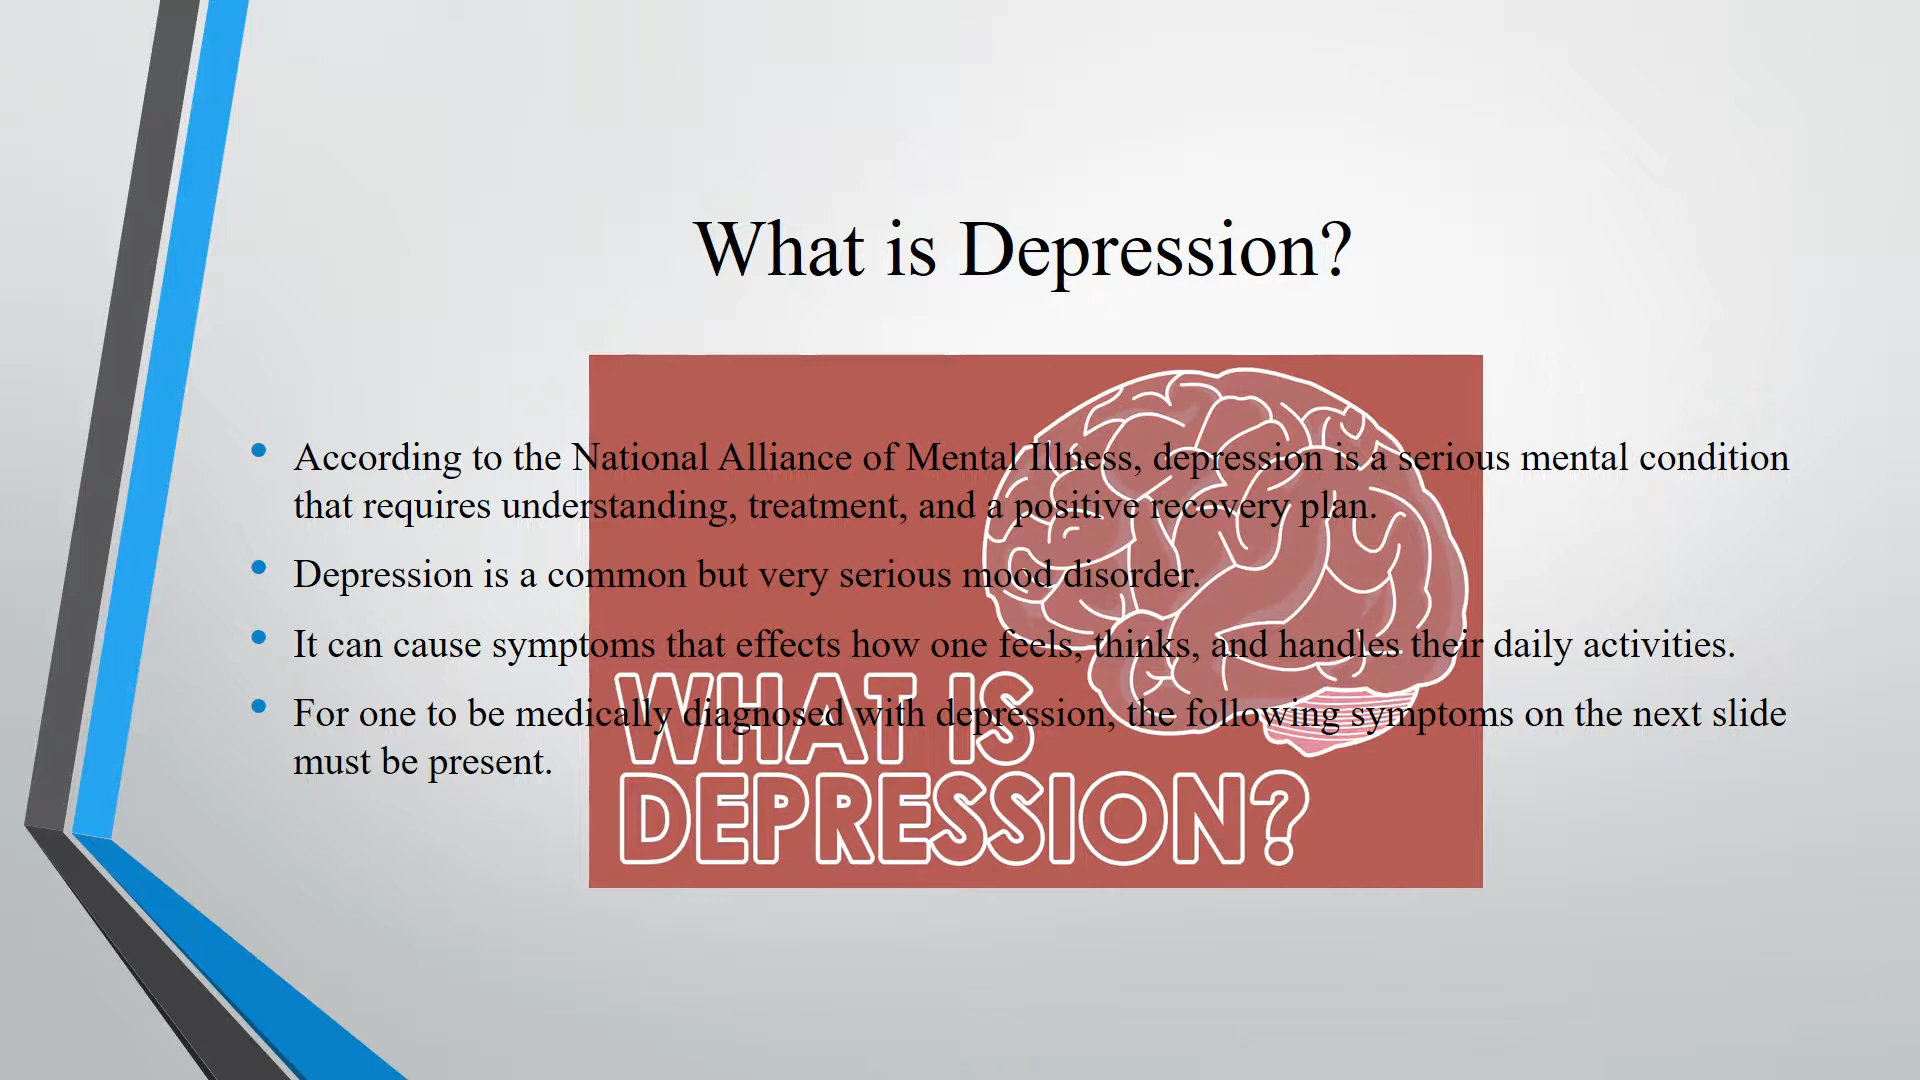 What is Depression?
• According to the National Alliance of Mental Illness, depression is a serious mental condition
that requires understanding, treatment, and a positive recovery plan.
• Depression is a common but very serious mood disorder.
• It can cause symptoms that effects how one feels, thinks, and handles their daily activities.
• For one to be medically diagnosed with depression, the following symptoms on the next slide
must be present.
WHAT IS
DEPRESSION?